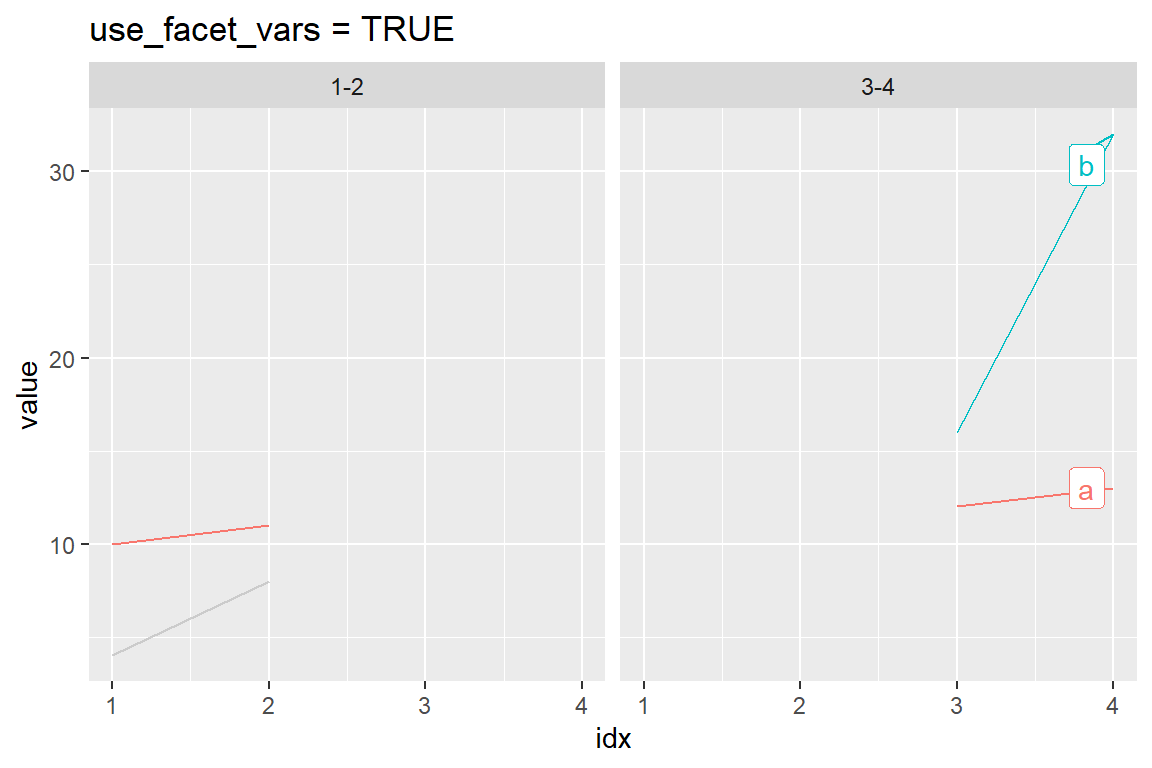 use_facet_vars = TRUE
1-2
3-4
30
20
10
value
b
a
1 2 3 4
1 2 3 4
idx